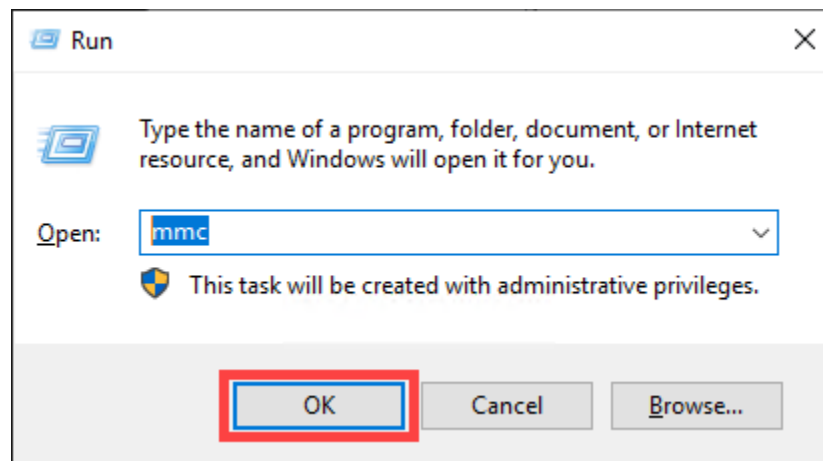 Run
Type the name of a program, folder, document, or Internet
resource, and Windows will open it for you.
Open: mmc
This task will be created with administrative privileges.
OK Cancel Browse...